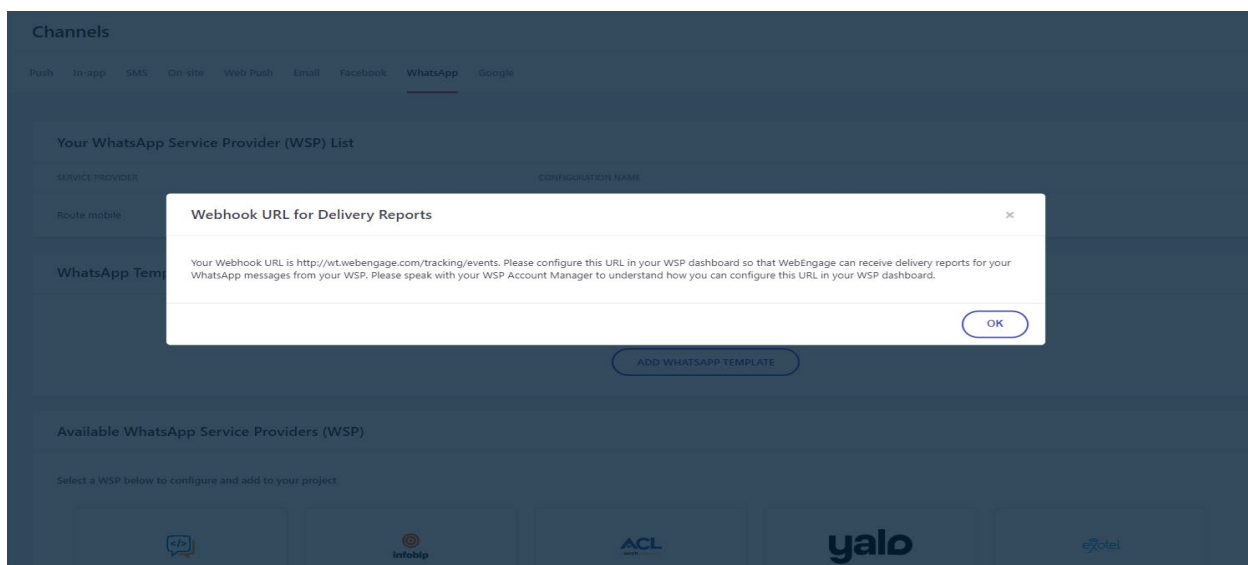 Channels
Push In-app SMS On-site Web Push Email Facebook WhatsApp Google
Your WhatsApp Service Provider (WSP) List
SERVICE PROVIDER CONFIGURATION NAME
Route mobile
Webhook URL for Delivery Reports ×
Your Webhook URL is http://wt.webengage.com/tracking/events. Please configure this URL in your WSP dashboard so that WebEngage can receive delivery reports for your
WhatsApp messages from your WSP. Please speak with your WSP Account Manager to understand how you can configure this URL in your WSP dashboard.
OK
WhatsApp Temp
ADD WHATSAPP TEMPLATE
Available WhatsApp Service Providers (WSP)
Select a WSP below to configure and add to your project
infobip ACL yalo exotel